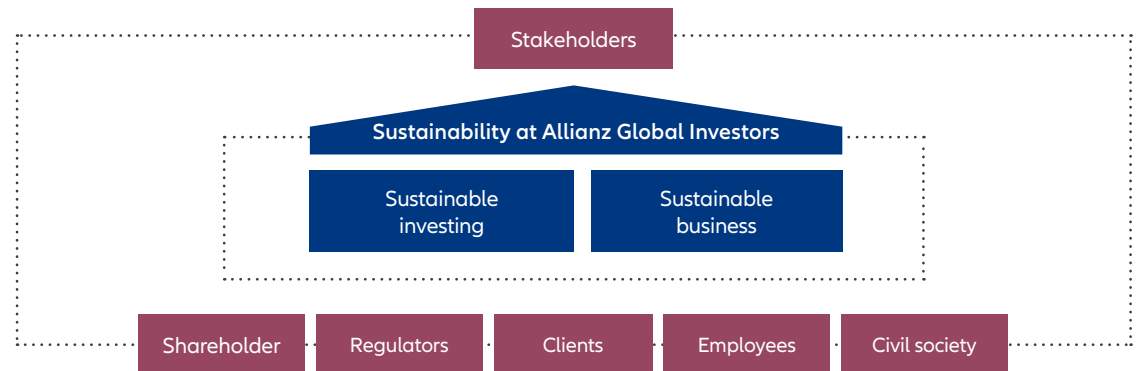 Stakeholders
Sustainability at Allianz Global Investors
Sustainable
investing
Sustainable
business
Shareholder
Regulators
Clients
Employees
Civil society